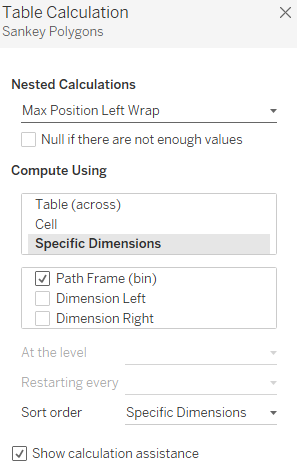 Table Calculation
Sankey Polygons
Nested Calculations
Max Position Left Wrap
Null if there are not enough values
Compute Using
Table (across)
Cell
Specific Dimensions
Path Frame (bin)
Dimension Left
Dimension Right
At the level
Restarting every
Sort order Specific Dimensions
Show calculation assistance